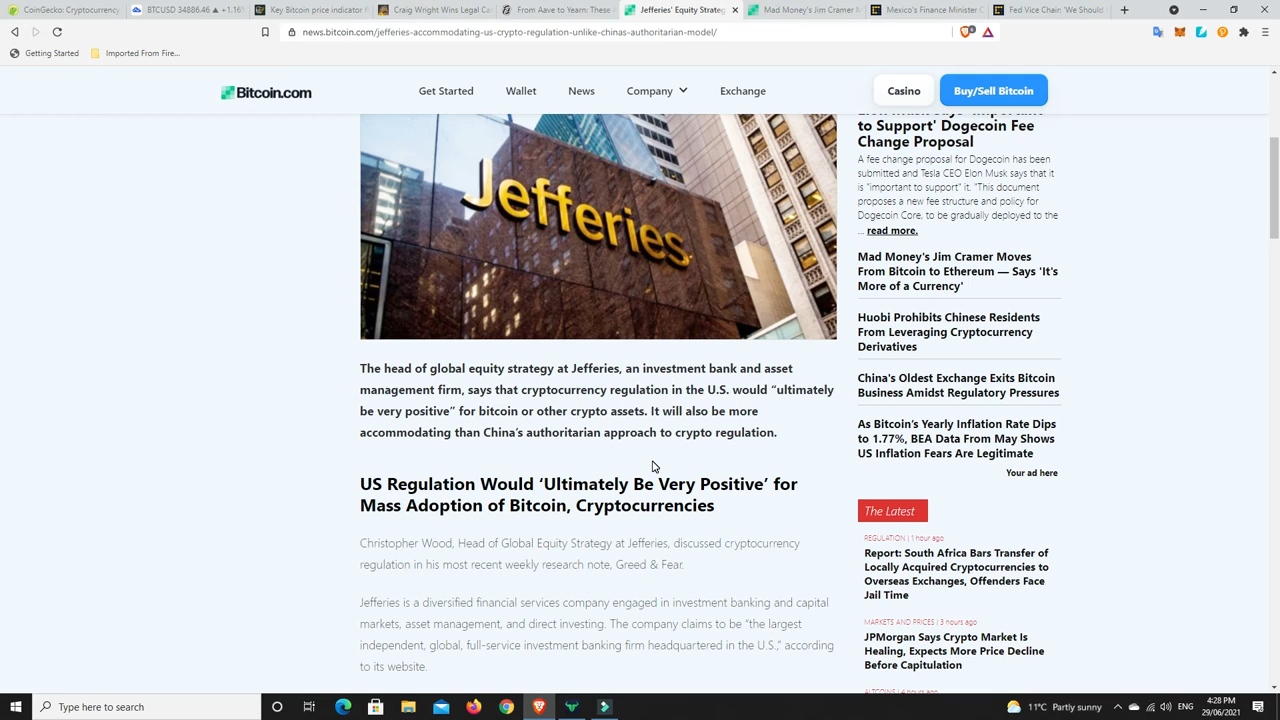 CoinGecko: Cryptocurrency
BTCUSD 34886.46 ▲ +1.16%
Key Bitcoin price indicator f
Craig Wright Wins Legal Ca
From Aave to Yearn: These
Jefferies' Equity Strateg
Mad Money's Jim Cramer M
Mexico's Finance Minister C
Fed Vice Chair: 'We Should
news.bitcoin.com/jefferies-accommodating-us-crypto-regulation-unlike-chinas-authoritarian-model/
Getting Started
Imported From Fire...
Bitcoin.com
Get Started
Wallet
News
Company
Exchange
Casino
Buy/Sell Bitcoin
Jefferies
The head of global equity strategy at Jefferies, an investment bank and asset
management firm, says that cryptocurrency regulation in the U.S. would “ultimately
be very positive” for bitcoin or other crypto assets. It will also be more
accommodating than China’s authoritarian approach to crypto regulation.
US Regulation Would ‘Ultimately Be Very Positive’ for
Mass Adoption of Bitcoin, Cryptocurrencies
Christopher Wood, Head of Global Equity Strategy at Jefferies, discussed cryptocurrency
regulation in his most recent weekly research note, Greed & Fear.
Jefferies is a diversified financial services company engaged in investment banking and capital
markets, asset management, and direct investing. The company claims to be “the largest
independent, global, full-service investment banking firm headquartered in the U.S.,” according
to its website.
to Support' Dogecoin Fee
Change Proposal
A fee change proposal for Dogecoin has been
submitted and Tesla CEO Elon Musk says that it
is "important to support" it. "This document
proposes a new fee structure and policy for
Dogecoin Core, to be gradually deployed to the
... read more.
Mad Money's Jim Cramer Moves
From Bitcoin to Ethereum — Says 'It's
More of a Currency'
Huobi Prohibits Chinese Residents
From Leveraging Cryptocurrency
Derivatives
China's Oldest Exchange Exits Bitcoin
Business Amidst Regulatory Pressures
As Bitcoin’s Yearly Inflation Rate Dips
to 1.77%, BEA Data From May Shows
US Inflation Fears Are Legitimate
Your ad here
The Latest
REGULATION | 1 hour ago
Report: South Africa Bars Transfer of
Locally Acquired Cryptocurrencies to
Overseas Exchanges, Offenders Face
Jail Time
MARKETS AND PRICES | 3 hours ago
JPMorgan Says Crypto Market Is
Healing, Expects More Price Decline
Before Capitulation
ALTCOINS | 4 hours ago
Type here to search
11°C Partly sunny
ENG
4:28 PM
29/06/2021